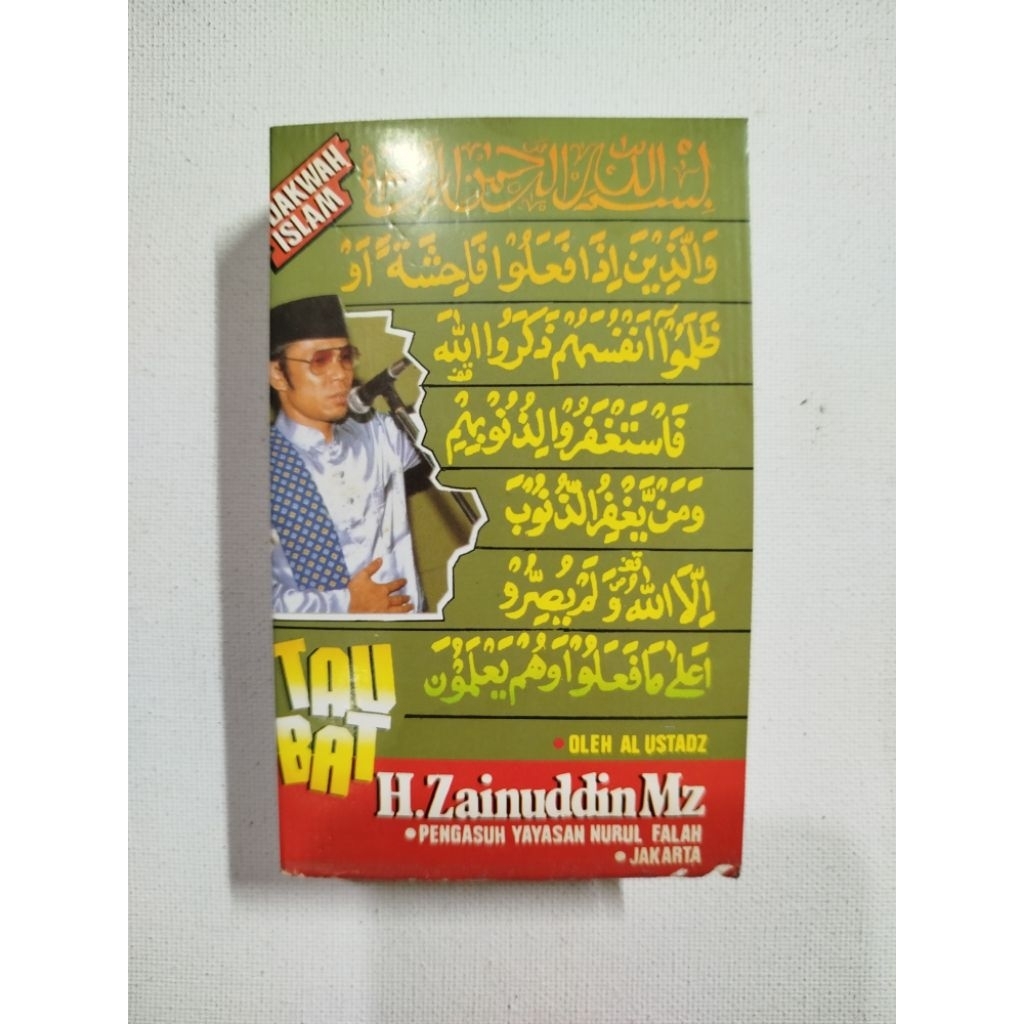 DAKWAH
ISLAM
بِسْمِ اللّٰهِ الرَّحْمٰنِ الرَّحِيْمِ
وَالَّذِيْنَ اِذَا فَعَلُوْا فَاحِشَةً اَوْ
ظَلَمُوْٓا اَنْفُسَهُمْ ذَكَرُوا اللّٰهَ
فَاسْتَغْفَرُوْا لِذُنُوْبِهِمْ
وَمَنْ يَّغْفِرُ الذُّنُوْبَ
اِلَّا اللّٰهُ وَلَمْ يُصِرُّوْا
عَلٰى مَا فَعَلُوْا وَهُمْ يَعْلَمُوْنَ
TAU
BAT
• OLEH AL USTADZ
H.Zainuddin Mz
• PENGASUH YAYASAN NURUL FALAH
• JAKARTA